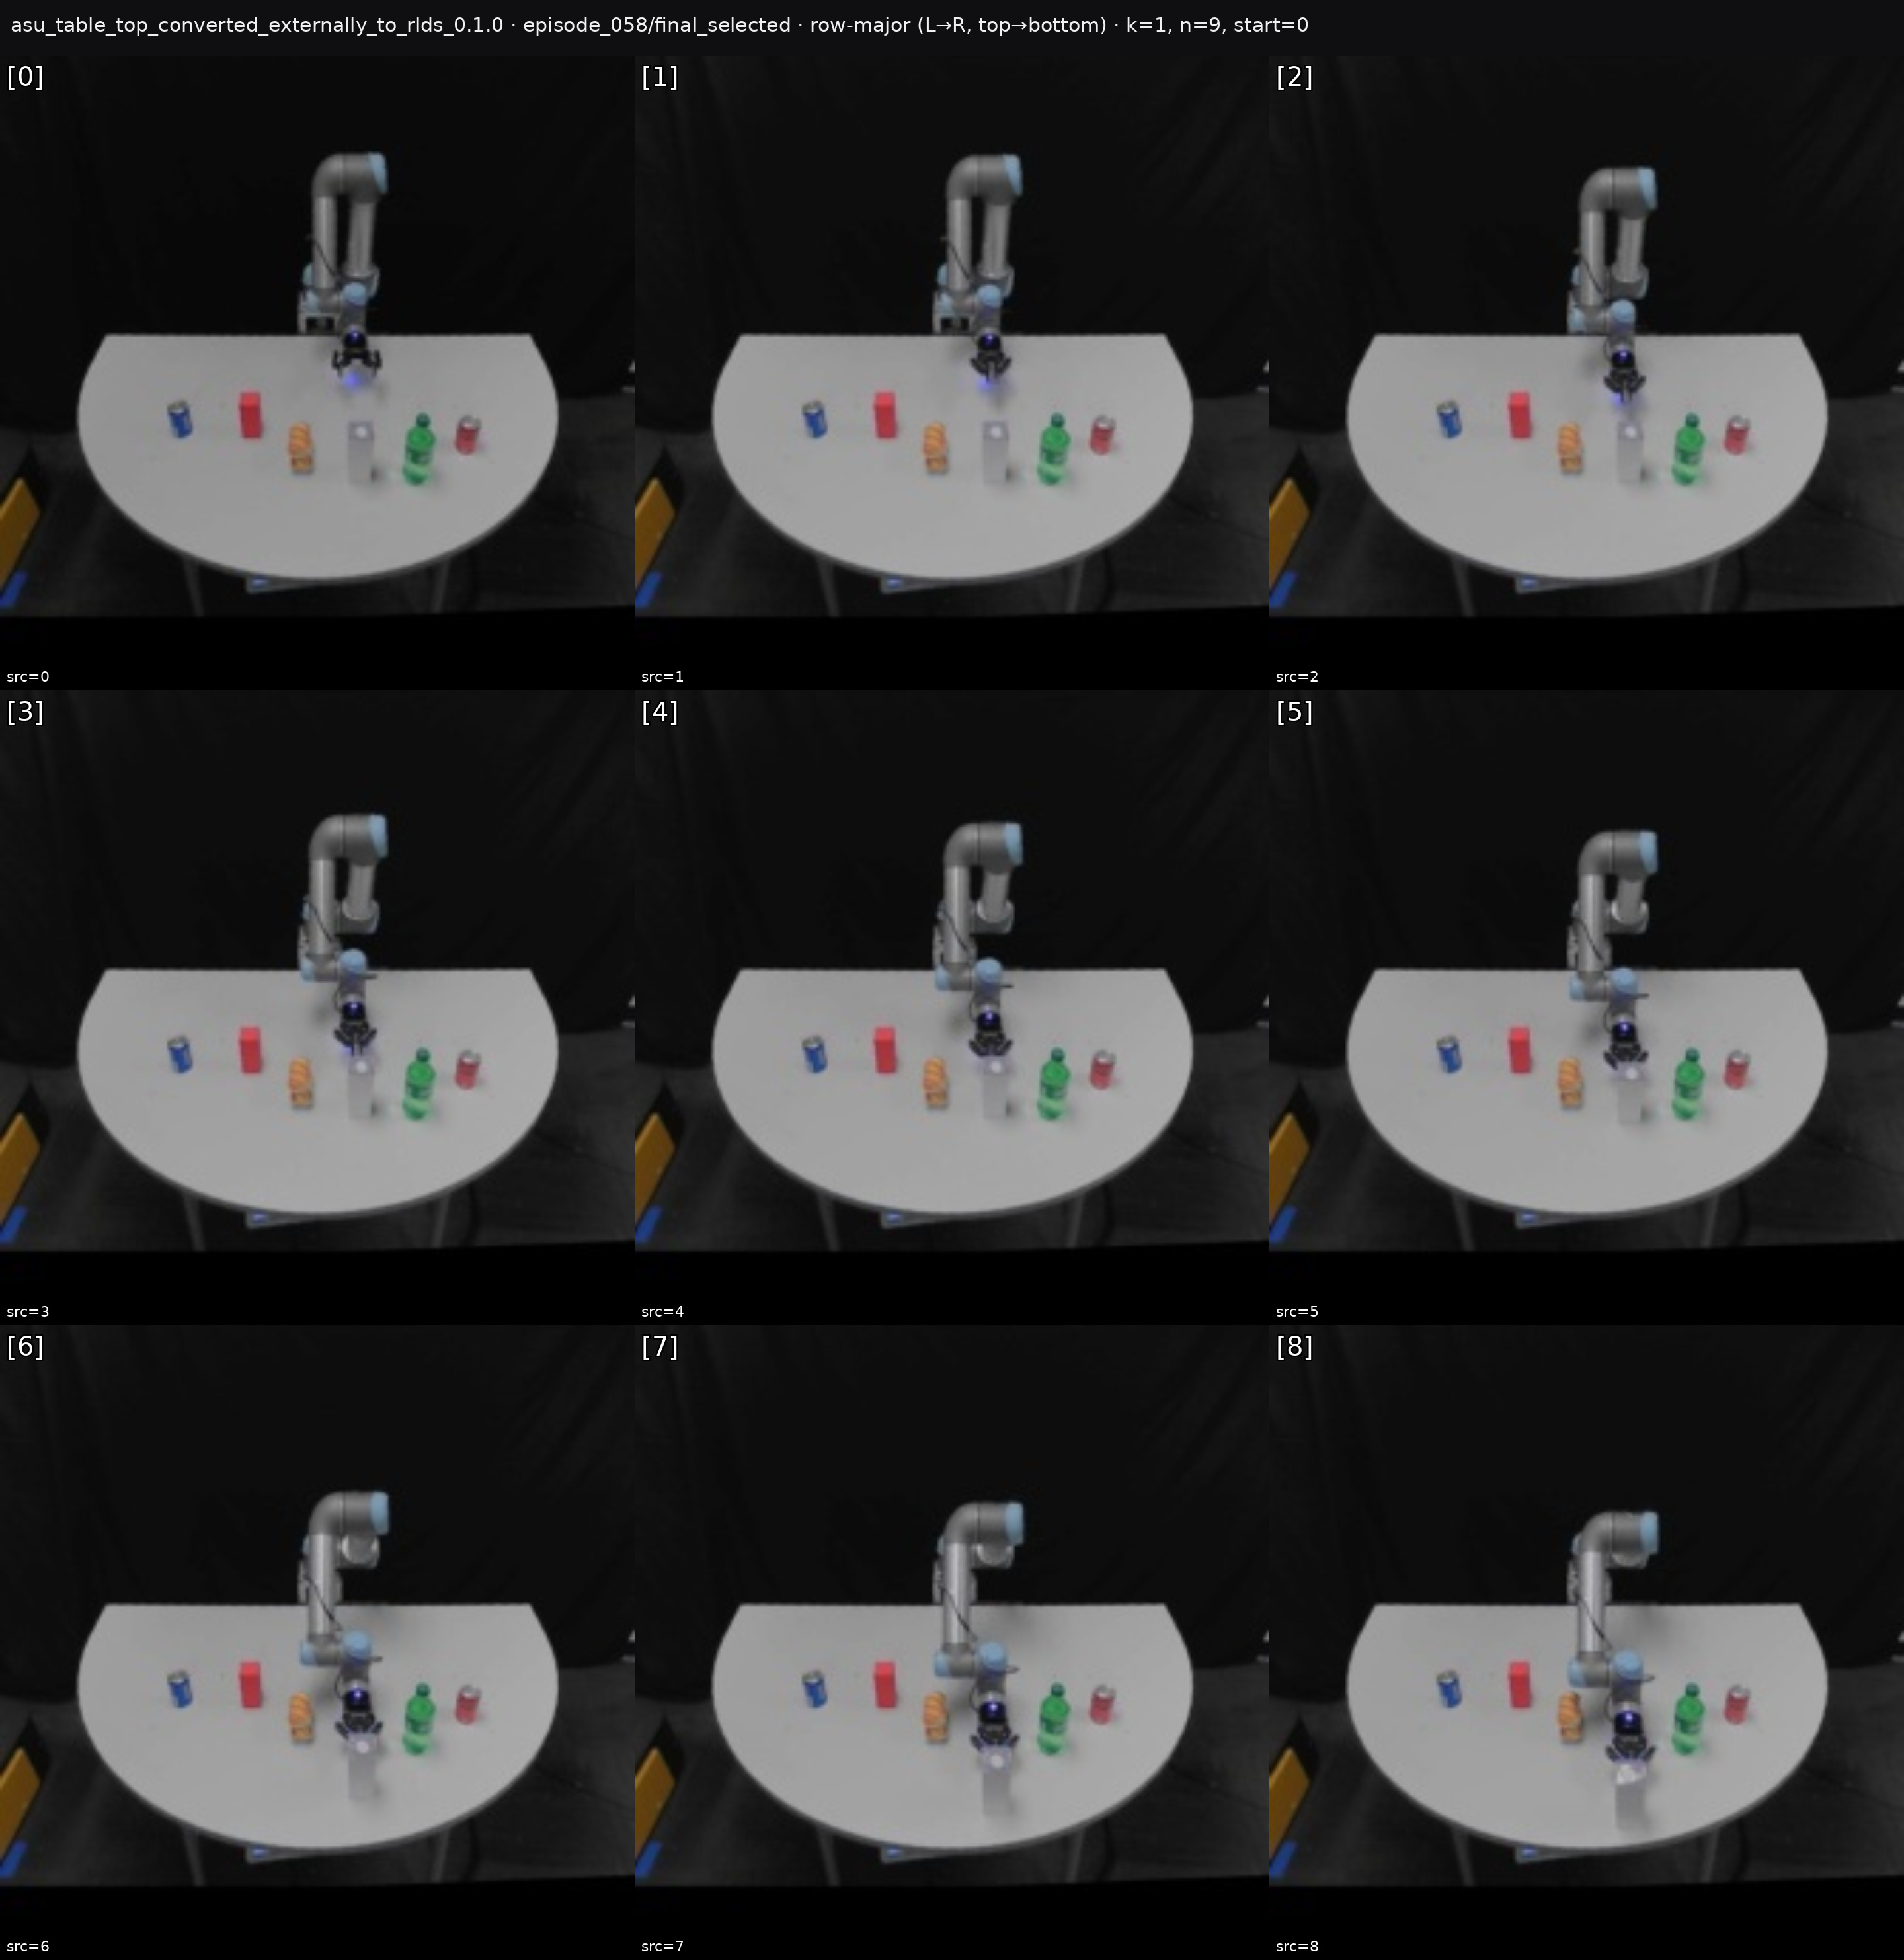 asu_table_top_converted_externally_to_rlds_0.1.0 · episode_058/final_selected · row-major (L→R, top→bottom) · k=1, n=9, start=0
[0]
[1]
[2]
src=0
src=1
src=2
[3]
[4]
[5]
src=3
src=4
src=5
[6]
[7]
[8]
src=6
src=7
src=8